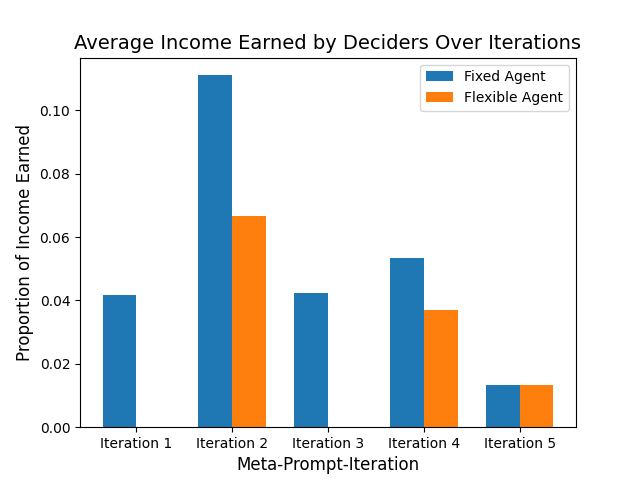 Average Income Earned by Deciders Over Iterations
Fixed Agent
Flexible Agent
Proportion of Income Earned
0.10
0.08
0.06
0.04
0.02
0.00
Iteration 1
Iteration 2
Iteration 3
Iteration 4
Iteration 5
Meta-Prompt-Iteration